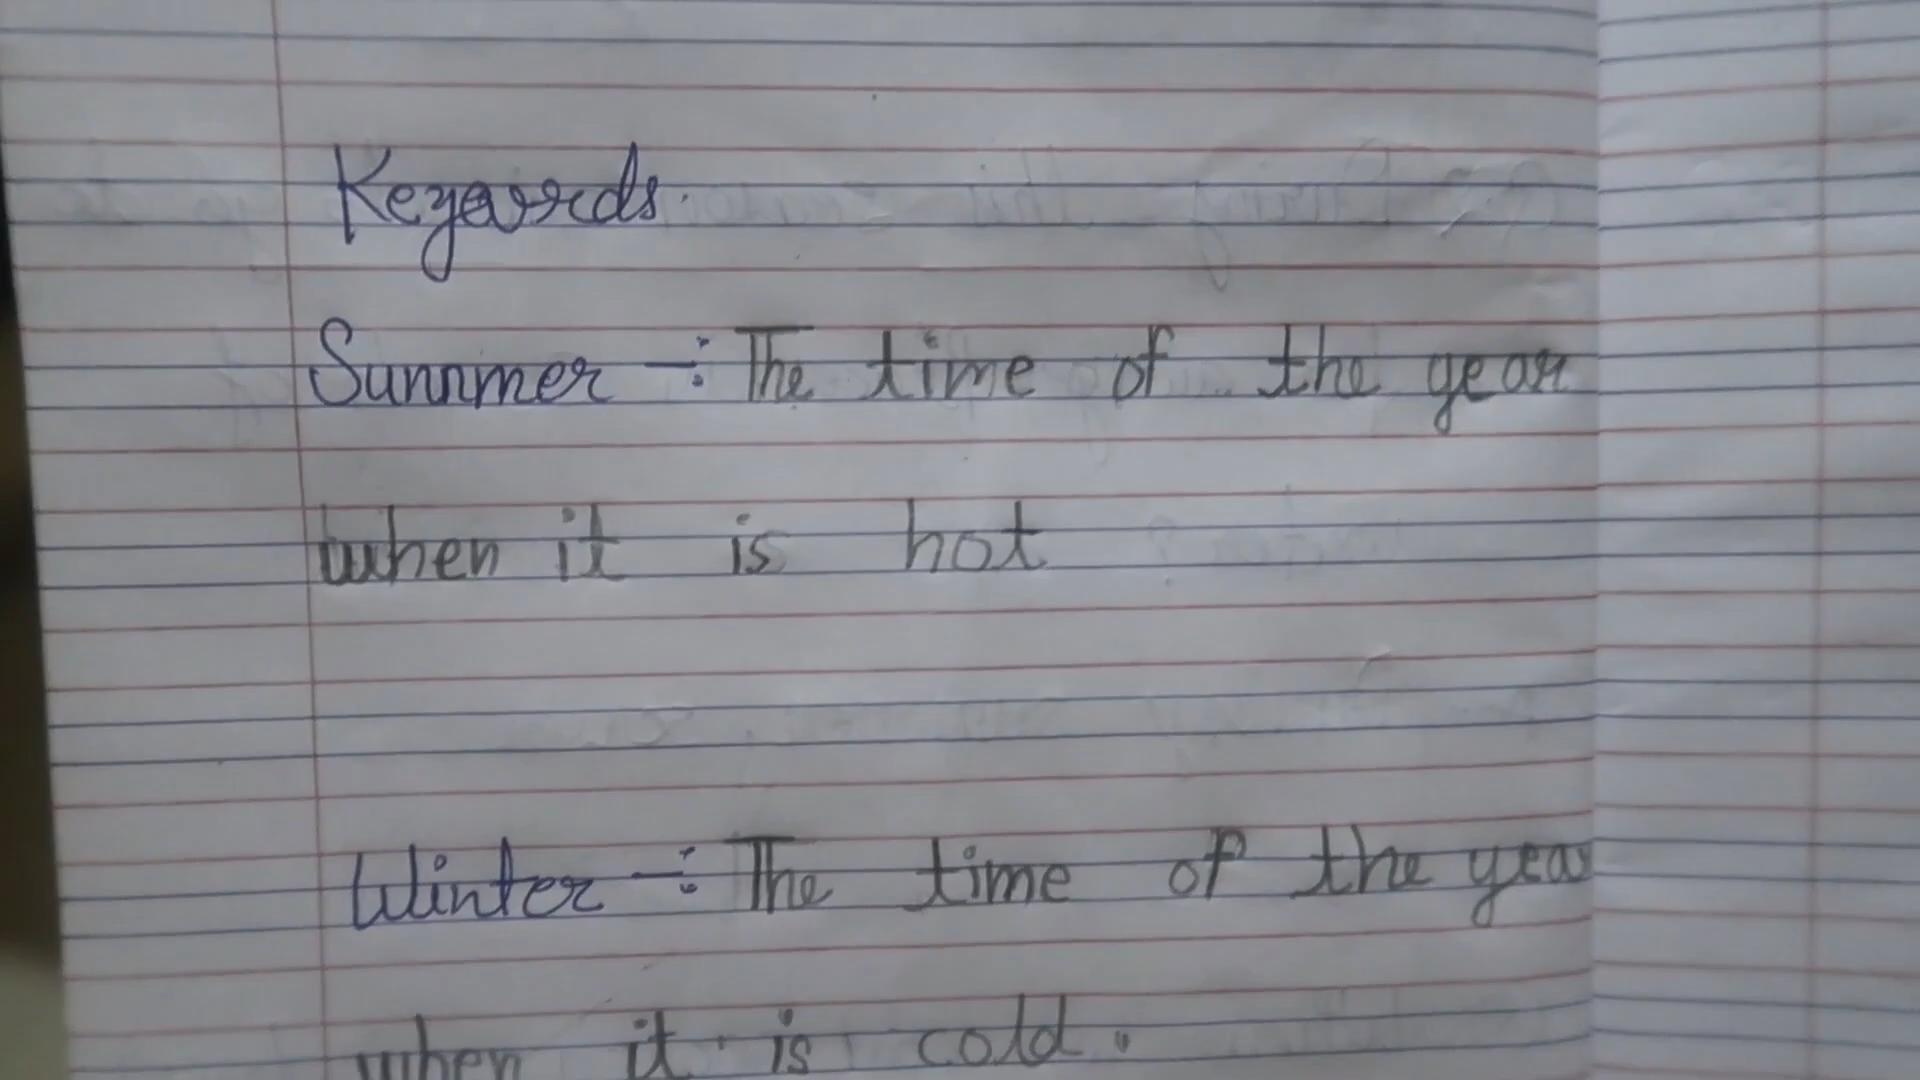 Keywords.
Summer -: The time of the year
when it is hot
Winter -: The time of the year
when it is cold.